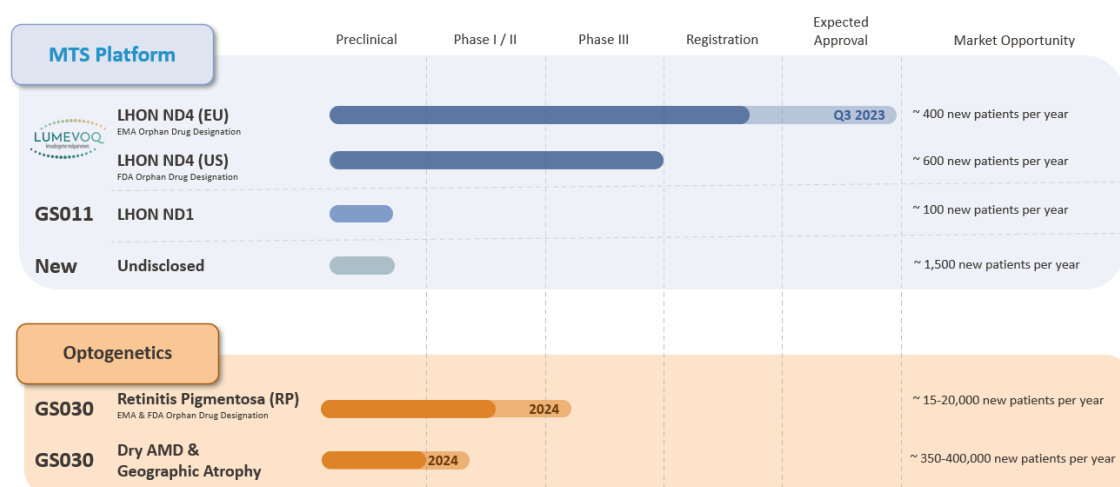 Preclinical Phase I / II Phase III Registration Expected Approval Market Opportunity
MTS Platform
LUMEVOQ
LHON ND4 (EU)
EMA Orphan Drug Designation
Q3 2023
~ 400 new patients per year
LHON ND4 (US)
FDA Orphan Drug Designation
~ 600 new patients per year
GS011 LHON ND1 ~ 100 new patients per year
New Undisclosed ~ 1,500 new patients per year
Optogenetics
GS030 Retinitis Pigmentosa (RP)
EMA & FDA Orphan Drug Designation
2024
~ 15-20,000 new patients per year
GS030 Dry AMD &
Geographic Atrophy
2024
~ 350-400,000 new patients per year